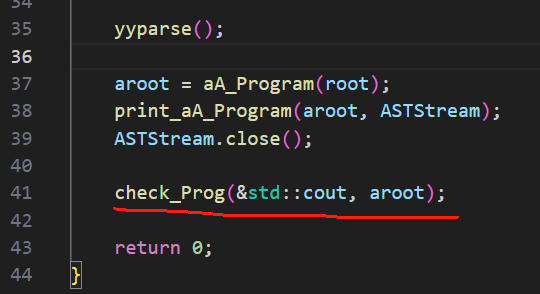 34
35 yyparse();
36
37 aroot = aA_Program(root);
38 print_aA_Program(aroot, ASTStream);
39 ASTStream.close();
40
41 check_Prog(&std::cout, aroot);
42
43 return 0;
44 }